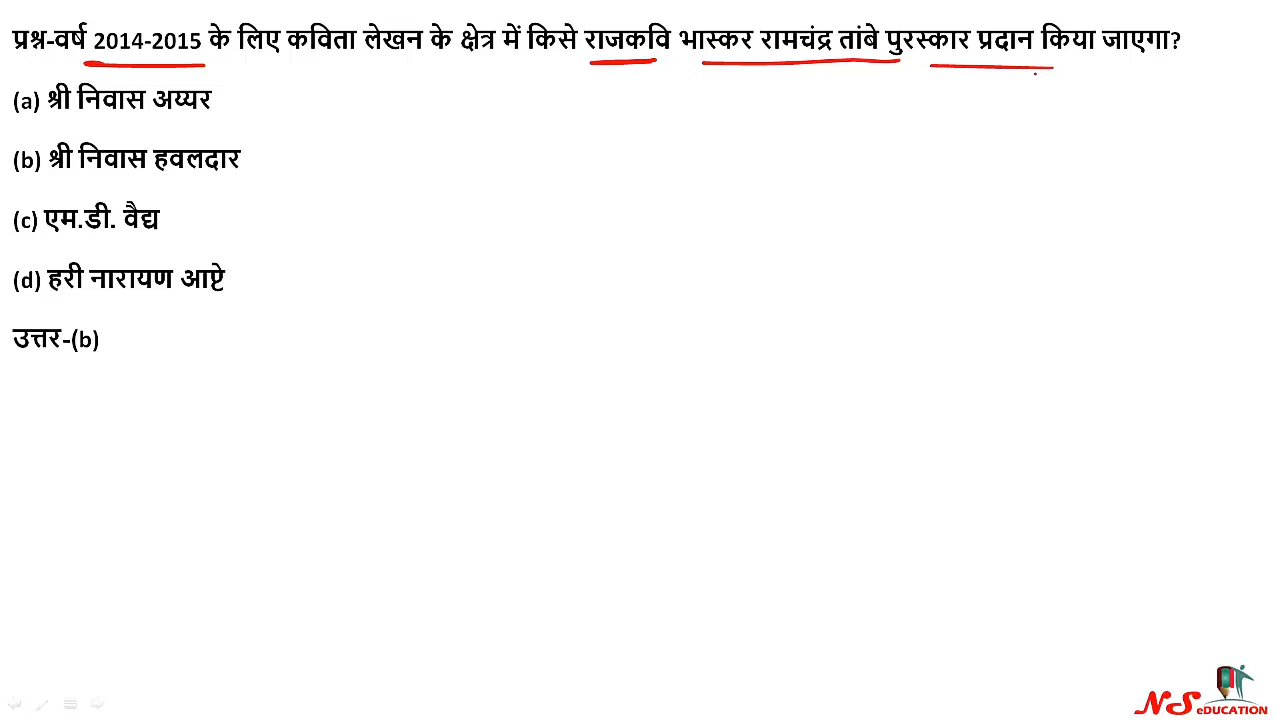 प्रश्न-वर्ष 2014-2015 के लिए कविता लेखन के क्षेत्र में किसे राजकवि भास्कर रामचंद्र तांबे पुरस्कार प्रदान किया जाएगा?
(a) श्री निवास अय्यर
(b) श्री निवास हवलदार
(c) एम.डी. वैद्य
(d) हरी नारायण आप्टे
उत्तर-(b)
NS eDUCATION